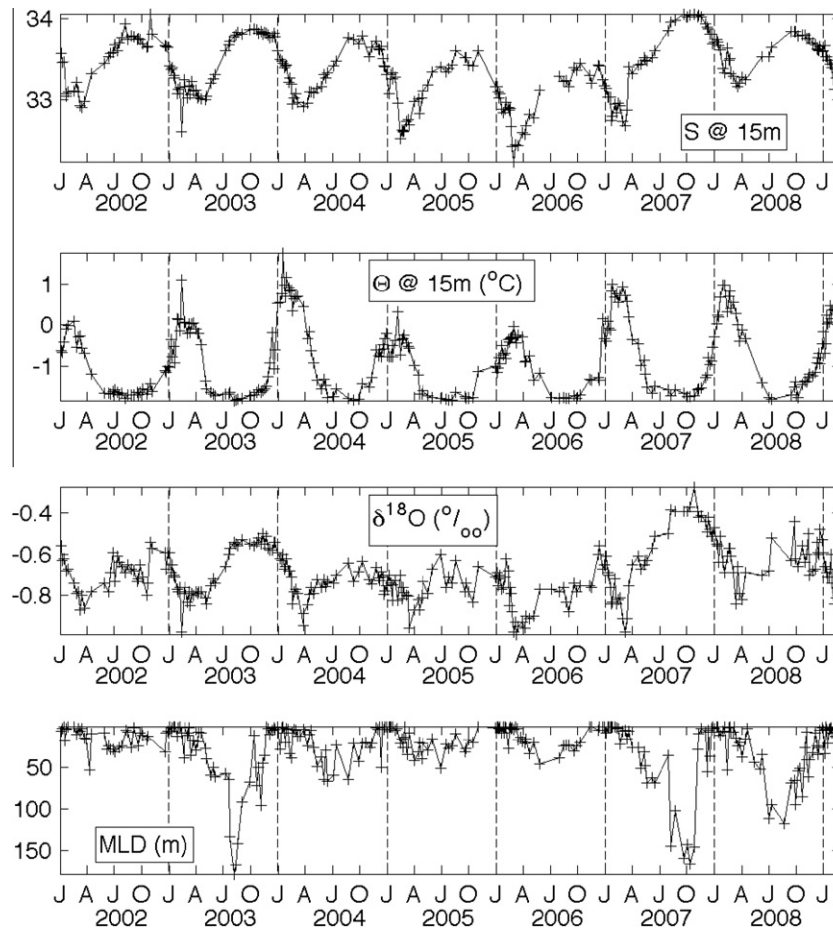 34
33
S @ 15m
J A J O J A J O J A J O J A J O J A J O J A J O J A J O J
2002 2003 2004 2005 2006 2007 2008
1
0
-1
Θ @ 15m (°C)
J A J O J A J O J A J O J A J O J A J O J A J O J A J O J
2002 2003 2004 2005 2006 2007 2008
-0.4
-0.6
-0.8
δ¹⁸O (°/₀₀)
J A J O J A J O J A J O J A J O J A J O J A J O J A J O J
2002 2003 2004 2005 2006 2007 2008
50
100
150
MLD (m)
J A J O J A J O J A J O J A J O J A J O J A J O J A J O J
2002 2003 2004 2005 2006 2007 2008